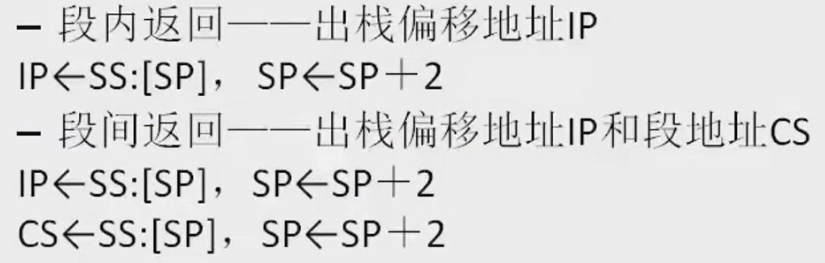 – 段内返回——出栈偏移地址IP
IP←SS:[SP]，SP←SP＋2
– 段间返回——出栈偏移地址IP和段地址CS
IP←SS:[SP]，SP←SP＋2
CS←SS:[SP]，SP←SP＋2